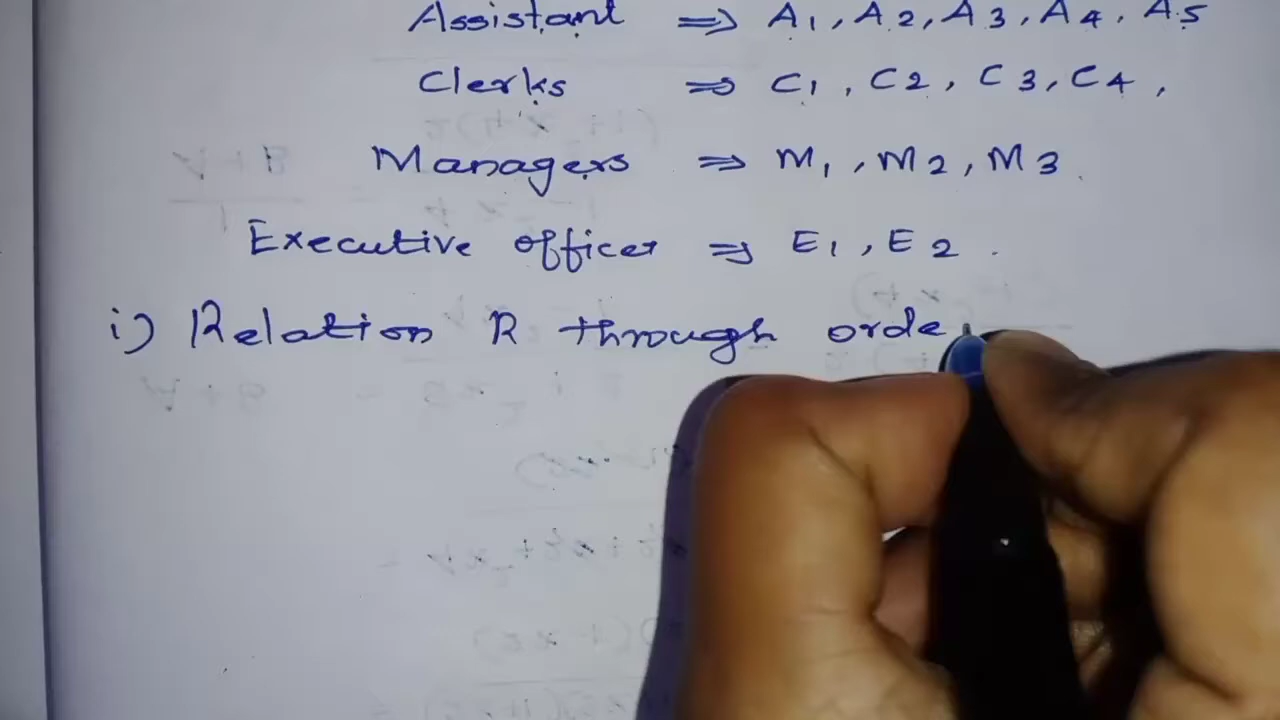 Assistant ⇒ A1, A2, A3, A4, A5
Clerks ⇒ C1, C2, C3, C4,
Managers ⇒ M1, M2, M3.
Executive officer ⇒ E1, E2.
i) Relation R through orde